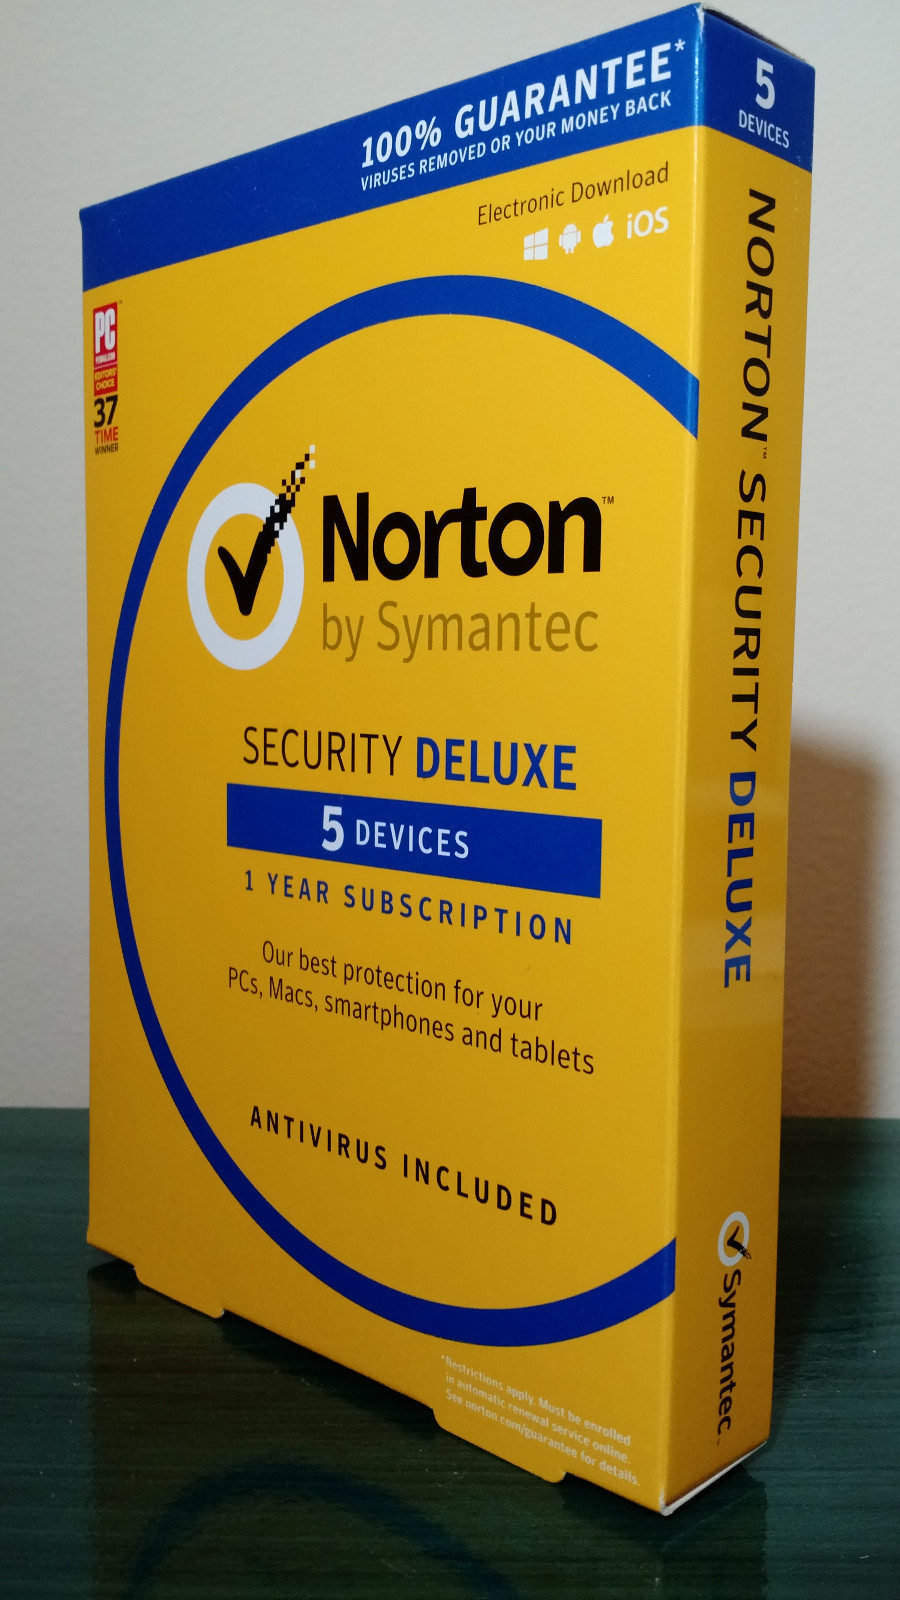 100% GUARANTEE*
VIRUSES REMOVED OR YOUR MONEY BACK
Electronic Download
iOS
PC
PCMAG.COM
EDITORS'
CHOICE
37
TIME
WINNER
Norton™
by Symantec
SECURITY DELUXE
5 DEVICES
1 YEAR SUBSCRIPTION
Our best protection for your
PCs, Macs, smartphones and tablets
ANTIVIRUS INCLUDED
*Restrictions apply. Must be enrolled
in automatic renewal service online.
See norton.com/guarantee for details.
5
DEVICES
NORTON™ SECURITY DELUXE
Symantec.